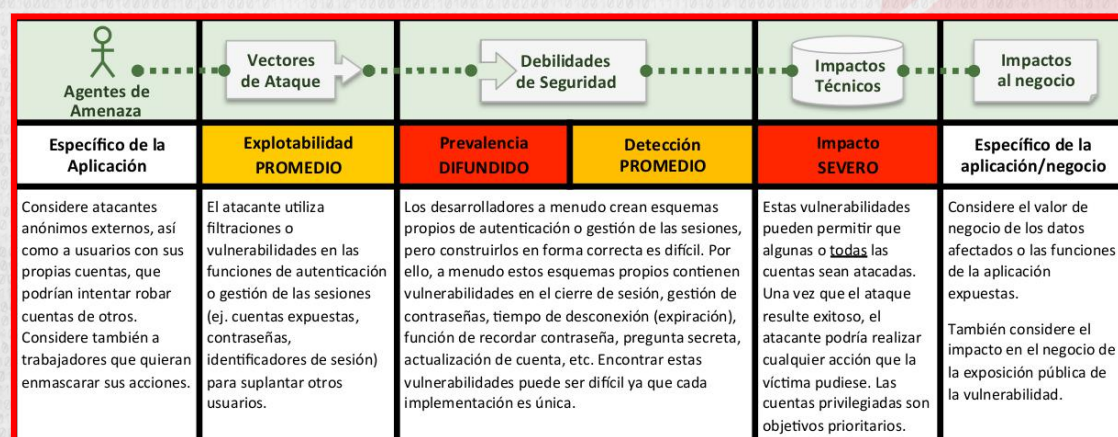 Agentes de
Amenaza
Vectores
de Ataque
Debilidades
de Seguridad
Impactos
Técnicos
Impactos
al negocio
Específico de la
Aplicación
Explotabilidad
PROMEDIO
Prevalencia
DIFUNDIDO
Detección
PROMEDIO
Impacto
SEVERO
Específico de la
aplicación/negocio
Considere atacantes
anónimos externos, así
como a usuarios con sus
propias cuentas, que
podrían intentar robar
cuentas de otros.
Considere también a
trabajadores que quieran
enmascarar sus acciones.
El atacante utiliza
filtraciones o
vulnerabilidades en las
funciones de autenticación
o gestión de las sesiones
(ej. cuentas expuestas,
contraseñas,
identificadores de sesión)
para suplantar otros
usuarios.
Los desarrolladores a menudo crean esquemas
propios de autenticación o gestión de las sesiones,
pero construirlos en forma correcta es difícil. Por
ello, a menudo estos esquemas propios contienen
vulnerabilidades en el cierre de sesión, gestión de
contraseñas, tiempo de desconexión (expiración),
función de recordar contraseña, pregunta secreta,
actualización de cuenta, etc. Encontrar estas
vulnerabilidades puede ser difícil ya que cada
implementación es única.
Estas vulnerabilidades
pueden permitir que
algunas o todas las
cuentas sean atacadas.
Una vez que el ataque
resulte exitoso, el
atacante podría realizar
cualquier acción que la
víctima pudiese. Las
cuentas privilegiadas son
objetivos prioritarios.
Considere el valor de
negocio de los datos
afectados o las funciones
de la aplicación
expuestas.
También considere el
impacto en el negocio de
la exposición pública de
la vulnerabilidad.